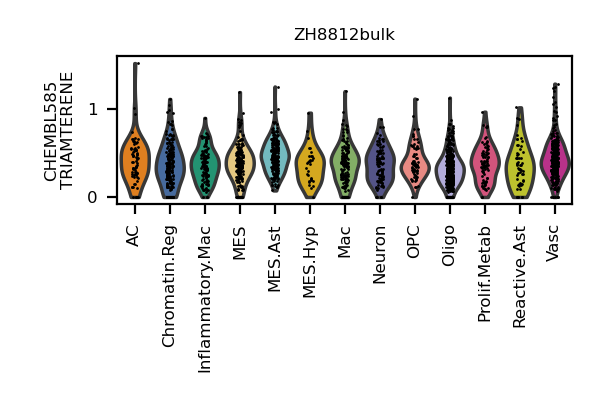 ZH8812bulk
CHEMBL585
TRIAMTERENE
1
0
AC
Chromatin.Reg
Inflammatory.Mac
MES
MES.Ast
MES.Hyp
Mac
Neuron
OPC
Oligo
Prolif.Metab
Reactive.Ast
Vasc